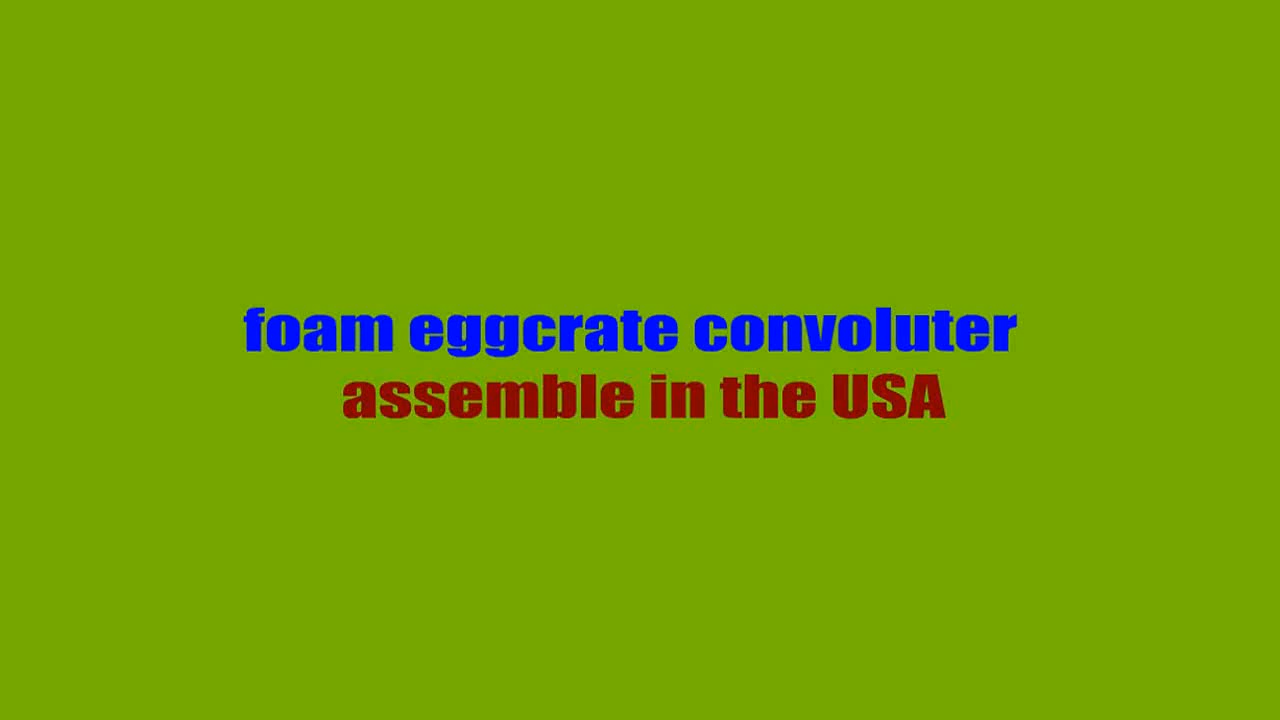 foam eggcrate convoluter
assemble in the USA